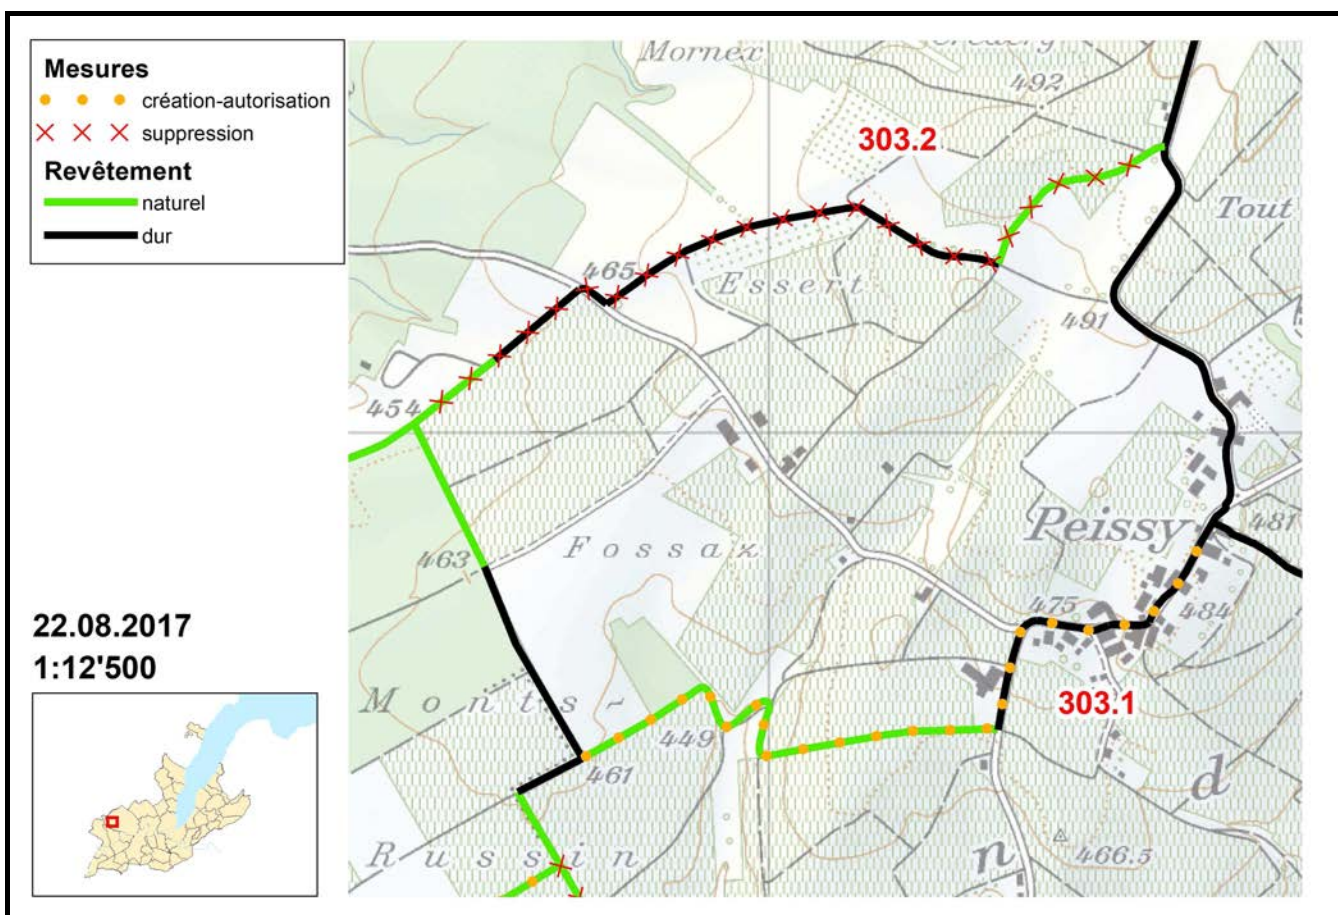 Mesures
création-autorisation
suppression
Revêtement
naturel
dur
22.08.2017
1:12'500
Mornex
492
303.2
Tout
465
Essert
491
454
Peissy
481
463
Fossaz
475
484
Monts-
303.1
449
461
d
Russin
n
466.5